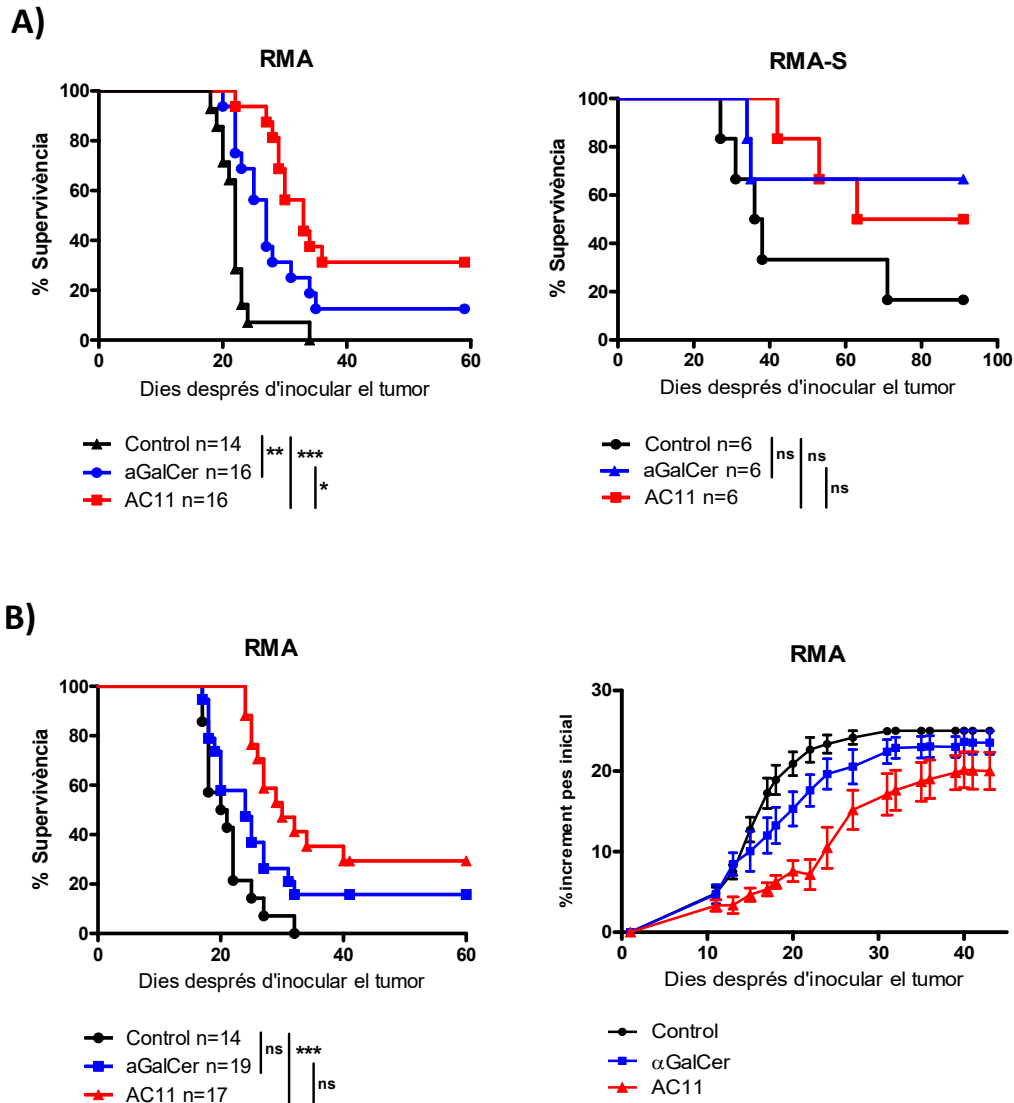 A)
RMA
% Supervivència
100
80
60
40
20
0
0 20 40 60
Dies després d'inocular el tumor
Control n=14
aGalCer n=16
AC11 n=16
** *** *
RMA-S
% Supervivència
100
80
60
40
20
0
0 20 40 60 80 100
Dies després d'inocular el tumor
Control n=6
aGalCer n=6
AC11 n=6
ns ns ns
B)
RMA
% Supervivència
100
80
60
40
20
0
0 20 40 60
Dies després d'inocular el tumor
Control n=14
aGalCer n=19
AC11 n=17
ns *** ns
RMA
%increment pes inicial
30
20
10
0
0 10 20 30 40
Dies després d'inocular el tumor
Control
αGalCer
AC11